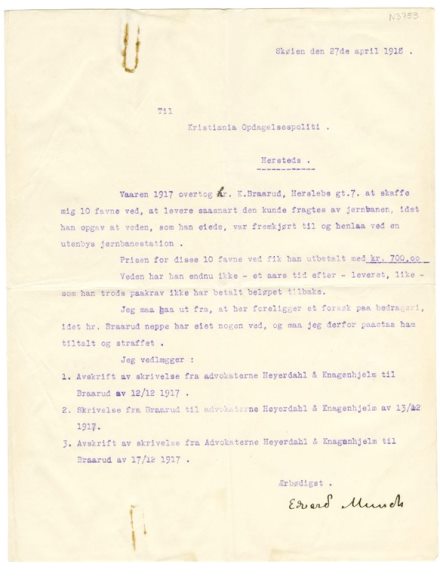 N3753
Skøien den 27de april 1918 .
Til
Kristiania Opdagelsespoliti .
Hersteds .
Vaaren 1917 overtog hr. K.Braarud, Herslebs gt.7. at skaffe
mig 10 favne ved, at levere saasnart den kunde fragtes av jernbanen, idet
han opgav at veden, som han eiede, var fremkjørt til og henlaa ved en
utenbys jernbanestation .
Prisen for disse 10 favne ved fik han utbetalt med kr. 700,oo
Veden har han endnu ikke - et aars tid efter - leveret, like -
som han trods paakrav ikke har betalt beløpet tilbake.
Jeg maa gaa ut fra, at her foreligger et forsøk paa bedrageri,
idet hr. Braarud neppe har eiet nogen ved, og maa jeg derfor paastaa ham
tiltalt og straffet .
Jeg vedlægger :
1. Avskrift av skrivelse fra advokaterne Heyerdahl & Knagenhjelm til
Braarud av 12/12 1917 .
2. Skrivelse fra Braarud til advokaterne Heyerdahl & Knagenhjelm av 13/12
1917.
3. Avskrift av skrivelse fra Advokaterne Heyerdahl & Knagenhjelm til
Braarud av 17/12 1917 .
Ærbødigst .
Edvard Munch